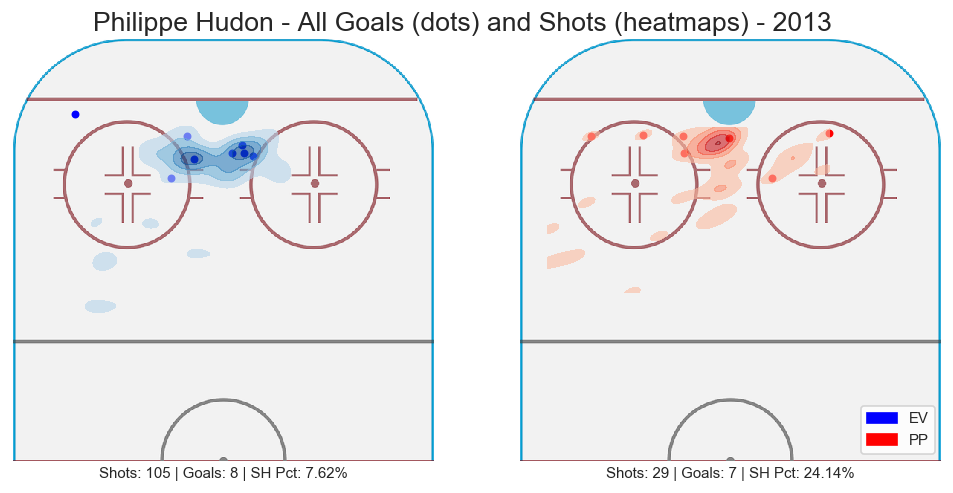 Philippe Hudon - All Goals (dots) and Shots (heatmaps) - 2013
EV
PP
Shots: 105 | Goals: 8 | SH Pct: 7.62%
Shots: 29 | Goals: 7 | SH Pct: 24.14%